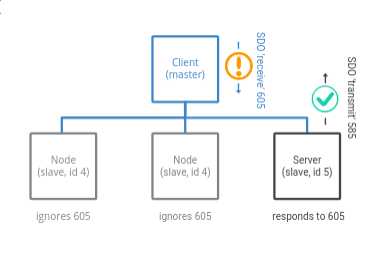 Client
(master)
SDO 'receive' 605
SDO 'transmit' 585
Node
(slave, id 4)
Node
(slave, id 4)
Server
(slave, id 5)
ignores 605
ignores 605
responds to 605